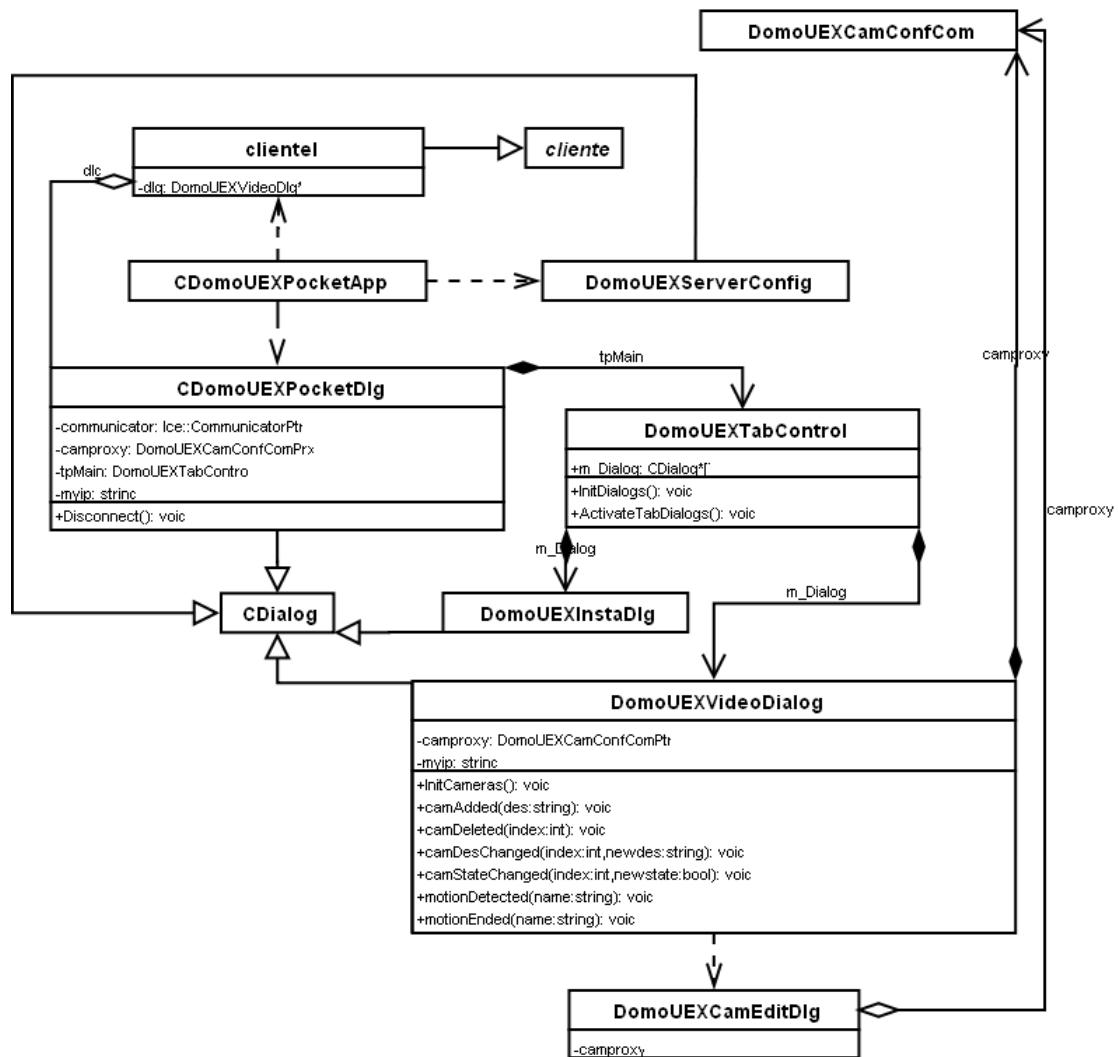 DomoUEXCamConfCom
clienteI
cliente
dlc
-dlg: DomoUEXVideoDlg*
CDomoUEXPocketApp
DomoUEXServerConfig
tpMain
camproxy
CDomoUEXPocketDlg
-communicator: Ice::CommunicatorPtr
-camproxy: DomoUEXCamConfComPrx
-tpMain: DomoUEXTabContro
-myip: strinc
+Disconnect(): voic
DomoUEXTabControl
+m_Dialog: CDialog*[
+InitDialogs(): voic
+ActivateTabDialogs(): voic
camproxy
m_Dialog
m_Dialog
CDialog
DomoUEXInstaDlg
DomoUEXVideoDialog
-camproxy: DomoUEXCamConfComPtr
-myip: strinc
+InitCameras(): voic
+camAdded(des:string): voic
+camDeleted(index:int): voic
+camDesChanged(index:int,newdes:string): voic
+camStateChanged(index:int,newstate:bool): voic
+motionDetected(name:string): voic
+motionEnded(name:string): voic
DomoUEXCamEditDlg
-camproxy